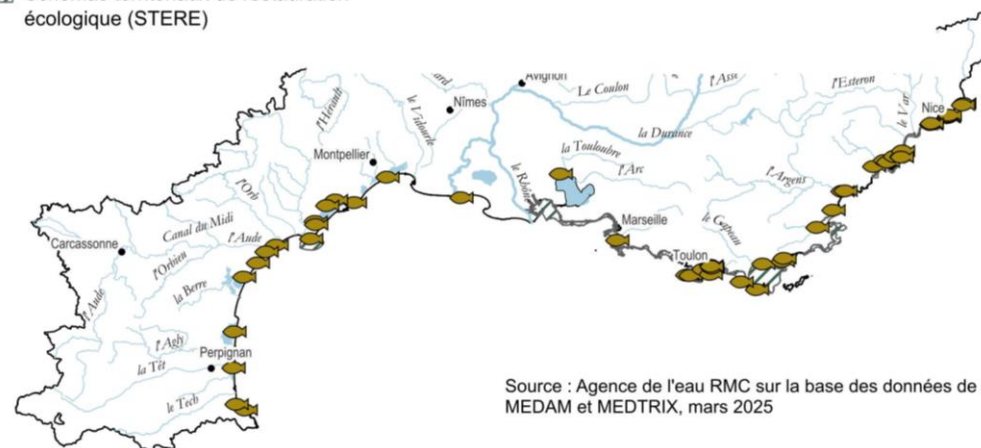 écologique (STERE)
Avignon
l'Asse
Le Coulon
l'Esteron
le Var
Nîmes
Nice
l'Hérault
le Vidourle
la Durance
Montpellier
la Touloubre
l'Arc
l'Argens
le Rhône
l'Orb
Canal du Midi
Marseille
le Gapeau
Carcassonne
l'Aude
l'Orbieu
Toulon
la Berre
l'Aude
l'Agly
Perpignan
la Têt
le Tech
Source : Agence de l'eau RMC sur la base des données de
MEDAM et MEDTRIX, mars 2025